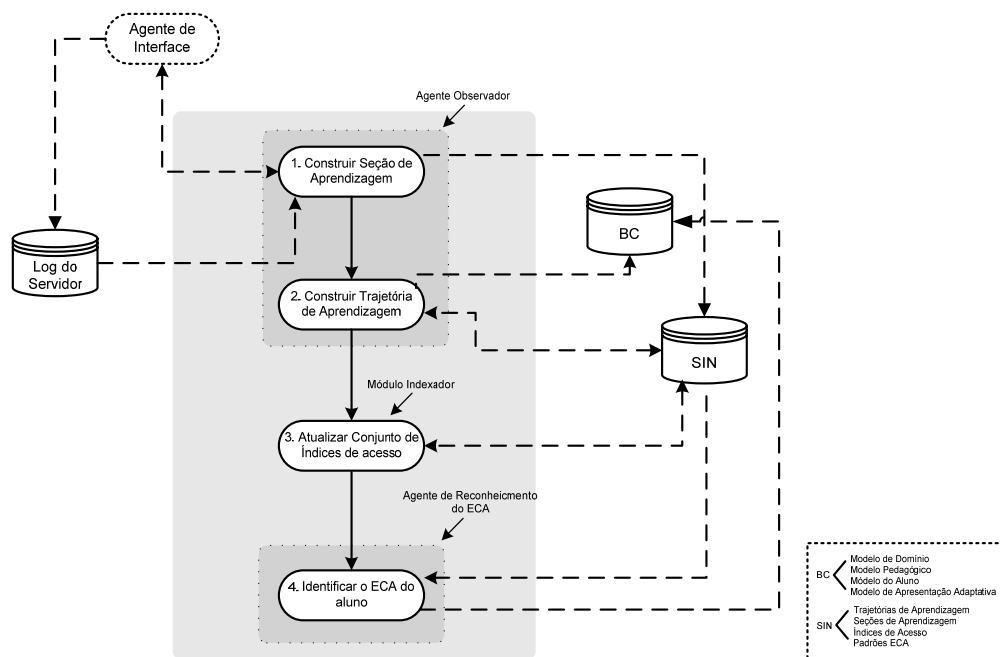 Agente de
Interface
Agente Observador
1. Construir Seção de
Aprendizagem
BC
Log do
Servidor
2. Construir Trajetória
de Aprendizagem
SIN
Módulo Indexador
3. Atualizar Conjunto de
Índices de acesso
Agente de Reconheicmento
do ECA
4. Identificar o ECA do
aluno
BC
Modelo de Domínio
Modelo Pedagógico
Módelo do Aluno
Modelo de Apresentação Adaptativa
SIN
Trajetórias de Aprendizagem
Seções de Aprendizagem
Índices de Acesso
Padrões ECA